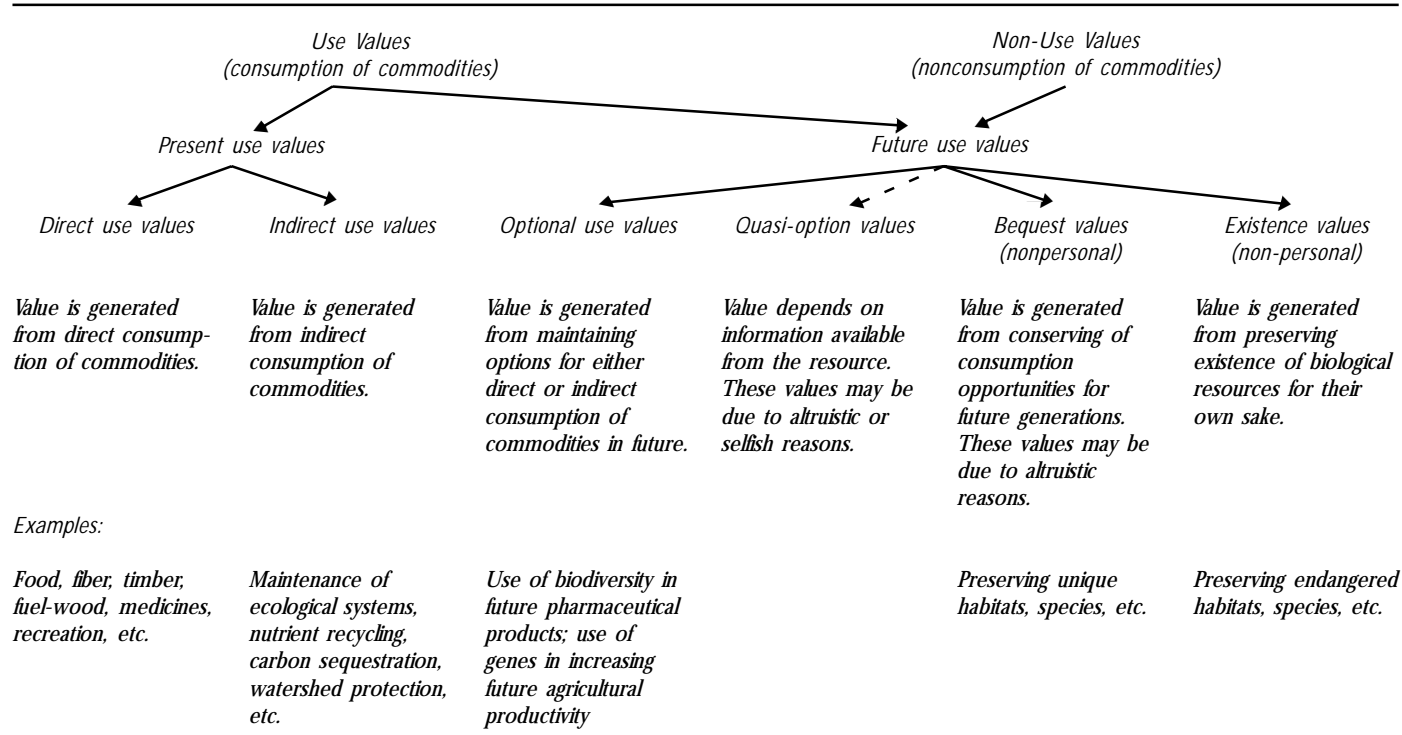 Use Values
(consumption of commodities)
Non-Use Values
(nonconsumption of commodities)
Present use values
Future use values
Direct use values
Indirect use values
Optional use values
Quasi-option values
Bequest values
(nonpersonal)
Existence values
(non-personal)
Value is generated
from direct consump-
tion of commodities.
Value is generated
from indirect
consumption of
commodities.
Value is generated
from maintaining
options for either
direct or indirect
consumption of
commodities in future.
Value depends on
information available
from the resource.
These values may be
due to altruistic or
selfish reasons.
Value is generated
from conserving of
consumption
opportunities for
future generations.
These values may be
due to altruistic
reasons.
Value is generated
from preserving
existence of biological
resources for their
own sake.
Examples:
Food, fiber, timber,
fuel-wood, medicines,
recreation, etc.
Maintenance of
ecological systems,
nutrient recycling,
carbon sequestration,
watershed protection,
etc.
Use of biodiversity in
future pharmaceutical
products; use of
genes in increasing
future agricultural
productivity
Preserving unique
habitats, species, etc.
Preserving endangered
habitats, species, etc.